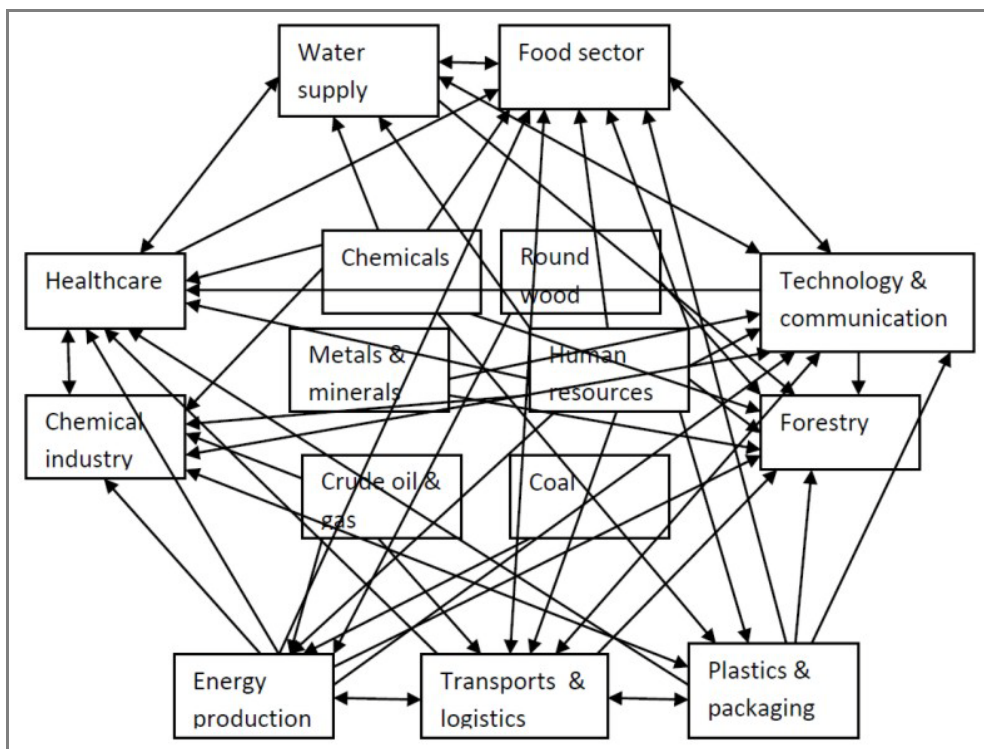 Water
supply
Food sector
Chemicals
Round
wood
Healthcare
Technology &
communication
Metals &
minerals
Human
resources
Chemical
industry
Forestry
Crude oil &
gas
Coal
Energy
production
Transports &
logistics
Plastics &
packaging